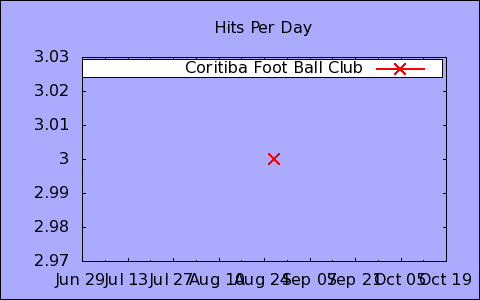 Hits Per Day
3.03
Coritiba Foot Ball Club
3.02
3.01
3
2.99
2.98
2.97
Jun 29 Jul 13 Jul 27 Aug 10 Aug 24 Sep 07 Sep 21 Oct 05 Oct 19